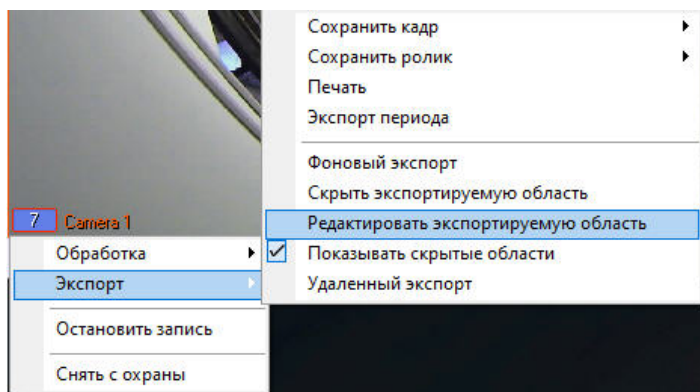 Сохранить кадр
Сохранить ролик
Печать
Экспорт периода
Фоновый экспорт
Скрыть экспортируемую область
Редактировать экспортируемую область
Показывать скрытые области
Удаленный экспорт
7 Camera 1
Обработка
Экспорт
Остановить запись
Снять с охраны